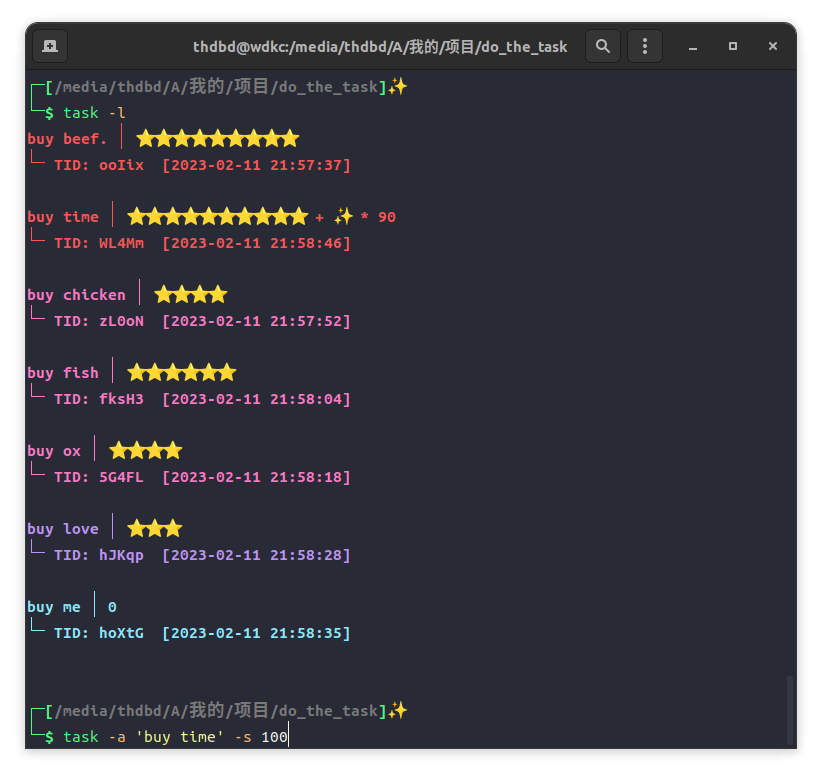 thdbd@wdkc:/media/thdbd/A/我的/项目/do_the_task
[/media/thdbd/A/我的/项目/do_the_task]✨
$ task -l
buy beef. │ ⭐⭐⭐⭐⭐⭐⭐⭐⭐
└─ TID: ooIix [2023-02-11 21:57:37]
buy time │ ⭐⭐⭐⭐⭐⭐⭐⭐⭐⭐ + ✨ * 90
└─ TID: WL4Mm [2023-02-11 21:58:46]
buy chicken │ ⭐⭐⭐⭐
└─ TID: zL0oN [2023-02-11 21:57:52]
buy fish │ ⭐⭐⭐⭐⭐⭐
└─ TID: fksH3 [2023-02-11 21:58:04]
buy ox │ ⭐⭐⭐⭐
└─ TID: 5G4FL [2023-02-11 21:58:18]
buy love │ ⭐⭐⭐
└─ TID: hJKqp [2023-02-11 21:58:28]
buy me │ 0
└─ TID: hoXtG [2023-02-11 21:58:35]
[/media/thdbd/A/我的/项目/do_the_task]✨
$ task -a 'buy time' -s 100